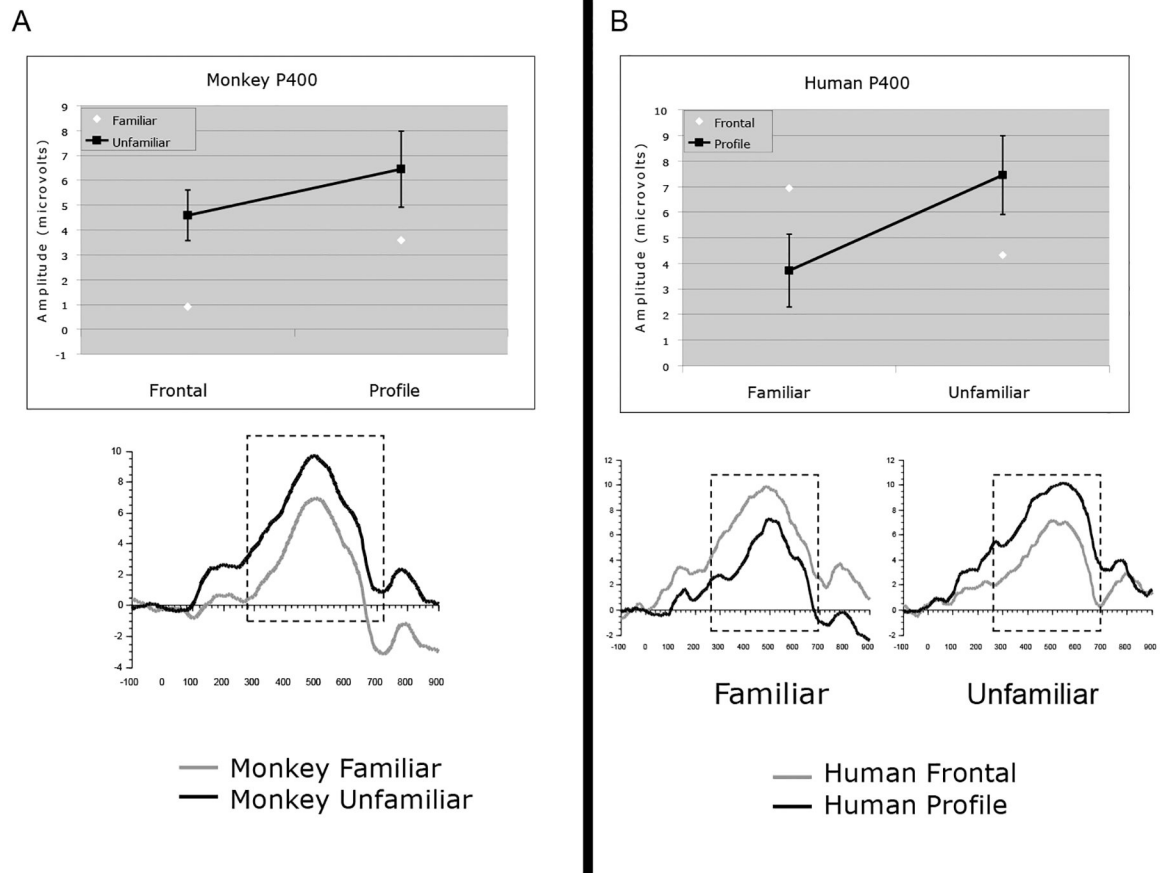 A
Monkey P400
Amplitude (microvolts)
9
8
7
6
5
4
3
2
1
0
-1
Familiar
Unfamiliar
Frontal Profile
10
8
6
4
2
0
-2
-4
-100 0 100 200 300 400 500 600 700 800 900
Monkey Familiar
Monkey Unfamiliar
B
Human P400
Amplitude (microvolts)
10
9
8
7
6
5
4
3
2
1
0
Frontal
Profile
Familiar Unfamiliar
12
10
8
6
4
2
0
-2
-100 0 100 200 300 400 500 600 700 800 900
Familiar
12
10
8
6
4
2
0
-2
-100 0 100 200 300 400 500 600 700 800 900
Unfamiliar
Human Frontal
Human Profile